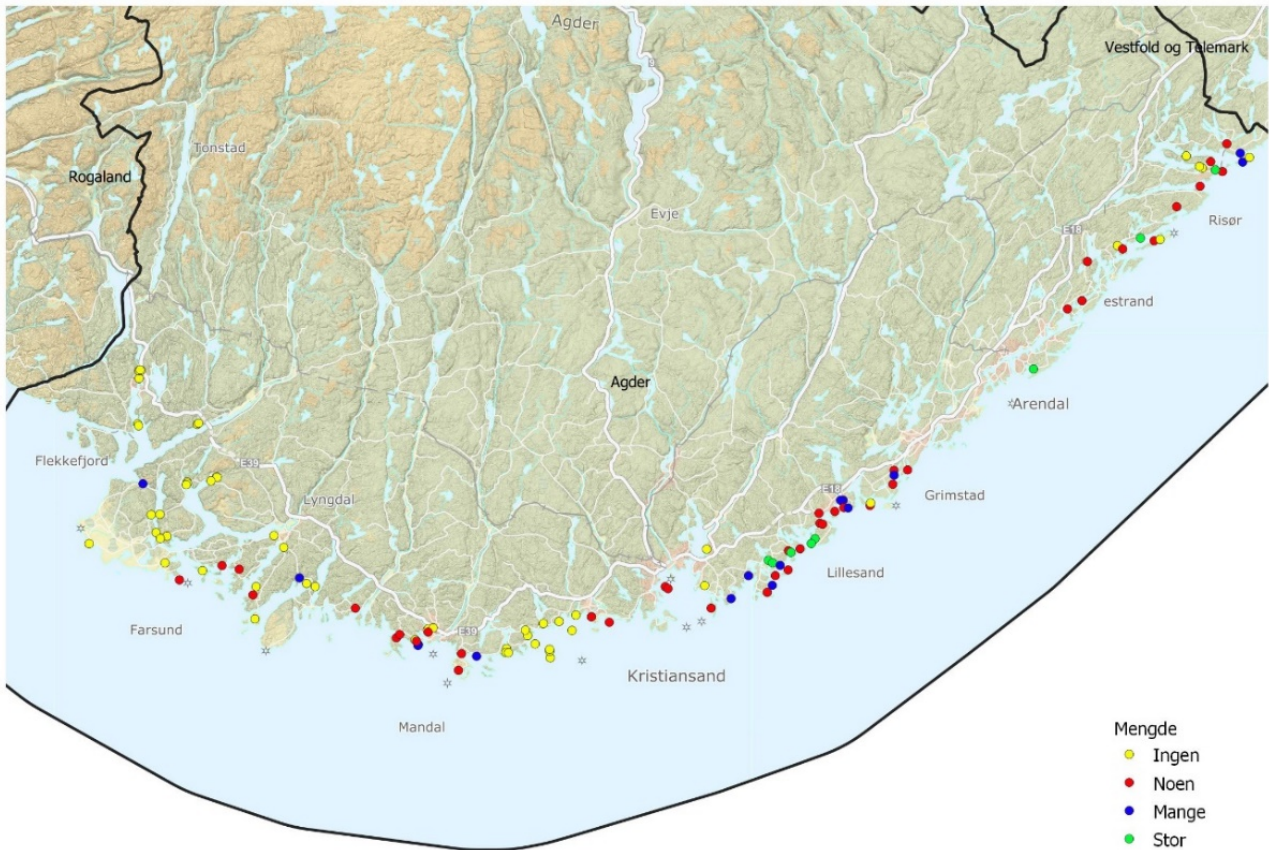 Agder
Vestfold og Telemark
Tonstad
Rogaland
Evje
Risør
E18
estrand
Agder
Arendal
Flekkefjord
E39
Lyngdal
E18
Grimstad
Lillesand
Farsund
E39
Kristiansand
Mandal
Mengde
Ingen
Noen
Mange
Stor